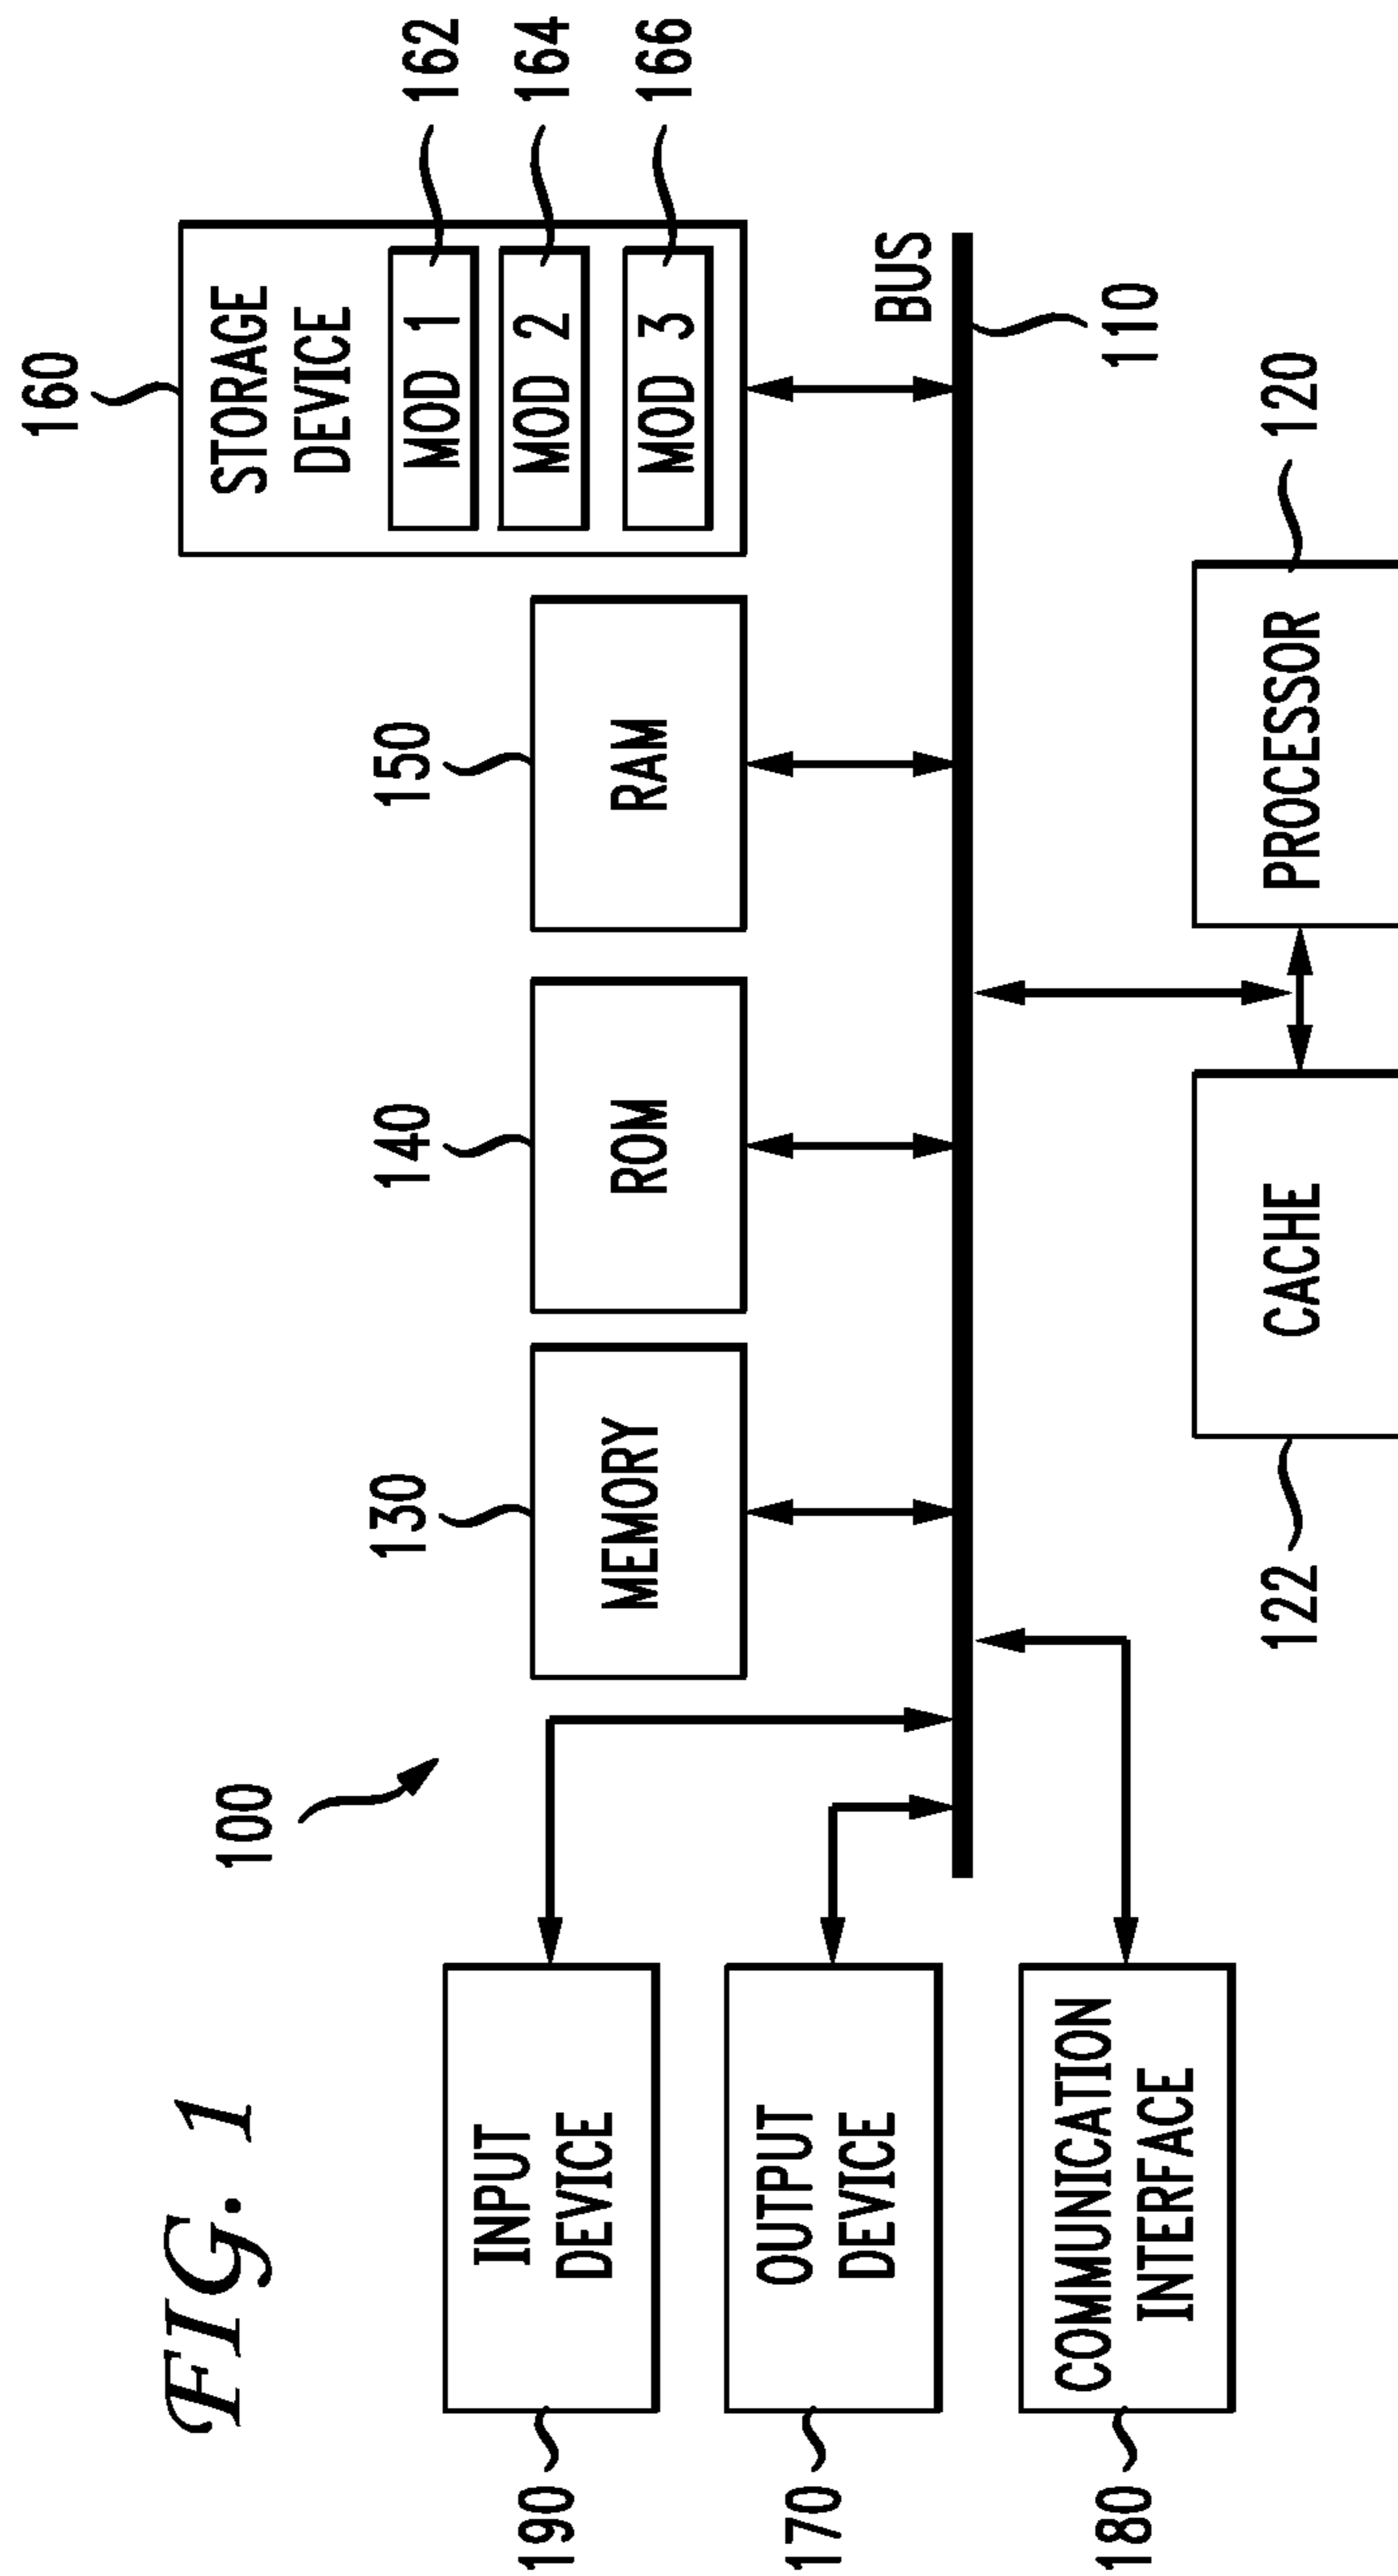 FIG. 1
160
STORAGE
DEVICE
MOD 1
MOD 2
MOD 3
162
164
166
100
130
140
150
MEMORY
ROM
RAM
190
INPUT
DEVICE
170
OUTPUT
DEVICE
BUS
110
180
COMMUNICATION
INTERFACE
122
CACHE
PROCESSOR
120